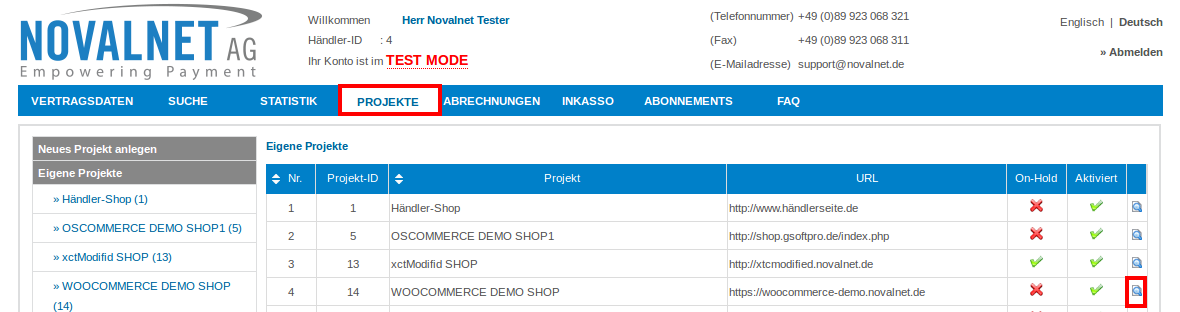 NOVALNET AG
Empowering Payment
Willkommen Herr Novalnet Tester
Händler-ID : 4
Ihr Konto ist im TEST MODE
(Telefonnummer) +49 (0)89 923 068 321
(Fax) +49 (0)89 923 068 311
(E-Mailadresse) support@novalnet.de
Englisch | Deutsch
» Abmelden
VERTRAGSDATEN SUCHE STATISTIK PROJEKTE ABRECHNUNGEN INKASSO ABONNEMENTS FAQ
Neues Projekt anlegen
Eigene Projekte
» Händler-Shop (1)
» OSCOMMERCE DEMO SHOP1 (5)
» xctModified SHOP (13)
» WOOCOMMERCE DEMO SHOP
(14)
Eigene Projekte
Nr. Projekt-ID Projekt URL On-Hold Aktiviert
1 1 Händler-Shop http://www.händlerseite.de
2 5 OSCOMMERCE DEMO SHOP1 http://shop.gsoftpro.de/index.php
3 13 xctModifid SHOP http://xtcmodified.novalnet.de
4 14 WOOCOMMERCE DEMO SHOP https://woocommerce-demo.novalnet.de